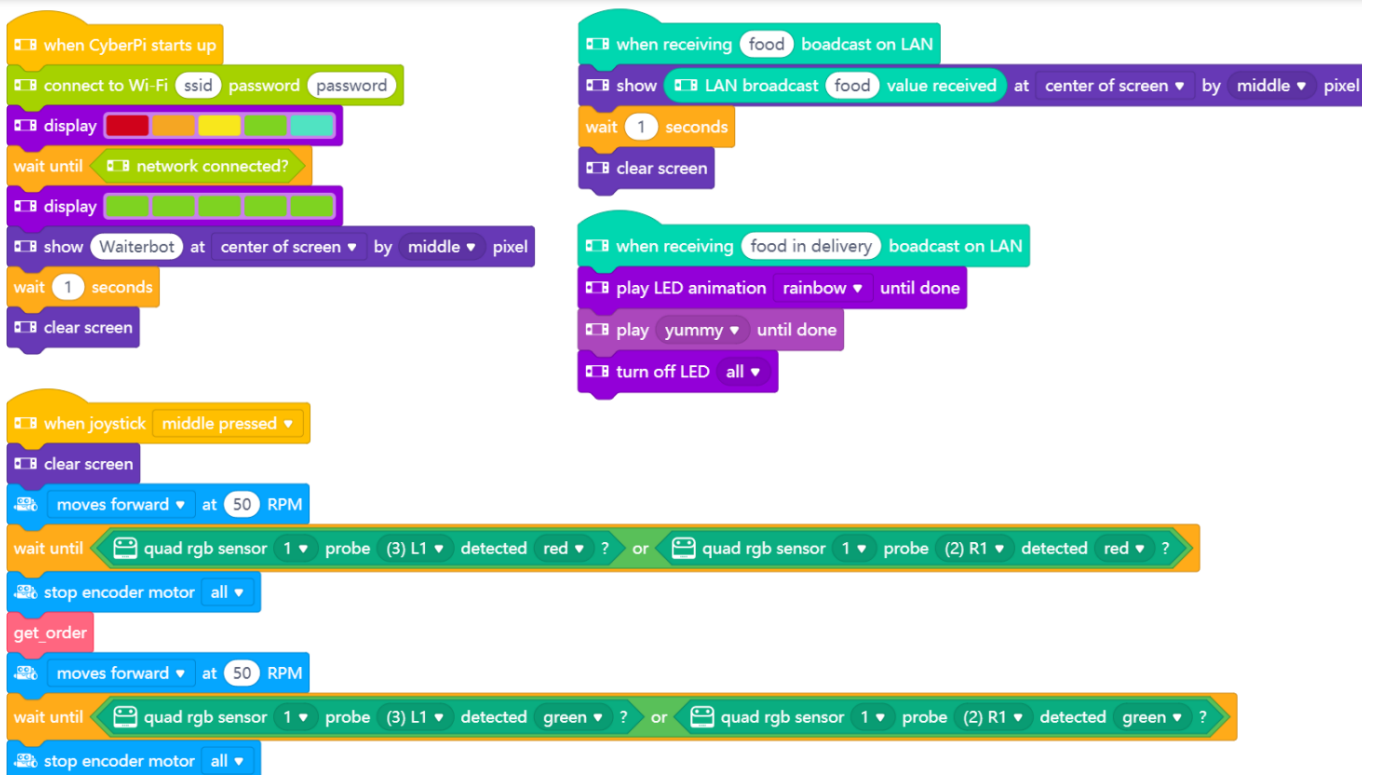 when CyberPi starts up
connect to Wi-Fi ssid password password
display
wait until network connected?
display
show Waiterbot at center of screen by middle pixel
wait 1 seconds
clear screen
when receiving food boadcast on LAN
show LAN broadcast food value received at center of screen by middle pixel
wait 1 seconds
clear screen
when receiving food in delivery boadcast on LAN
play LED animation rainbow until done
play yummy until done
turn off LED all
when joystick middle pressed
clear screen
moves forward at 50 RPM
wait until quad rgb sensor 1 probe (3) L1 detected red ? or quad rgb sensor 1 probe (2) R1 detected red ?
stop encoder motor all
get_order
moves forward at 50 RPM
wait until quad rgb sensor 1 probe (3) L1 detected green ? or quad rgb sensor 1 probe (2) R1 detected green ?
stop encoder motor all